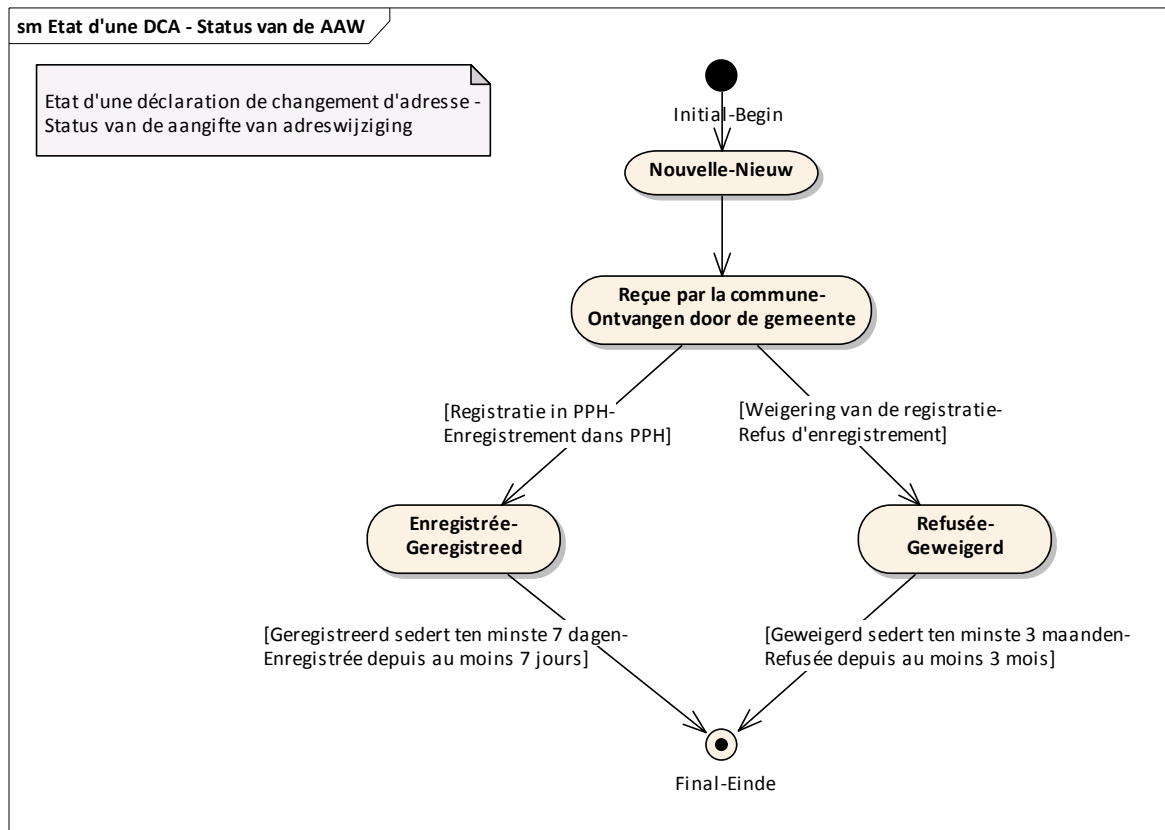 sm Etat d'une DCA - Status van de AAW
Etat d'une déclaration de changement d'adresse -
Status van de aangifte van adreswijziging
Initial-Begin
Nouvelle-Nieuw
Reçue par la commune-
Ontvangen door de gemeente
[Registratie in PPH-
Enregistrement dans PPH]
[Weigering van de registratie-
Refus d'enregistrement]
Enregistrée-
Geregistreed
Refusée-
Geweigerd
[Geregistreerd sedert ten minste 7 dagen-
Enregistrée depuis au moins 7 jours]
[Geweigerd sedert ten minste 3 maanden-
Refusée depuis au moins 3 mois]
Final-Einde